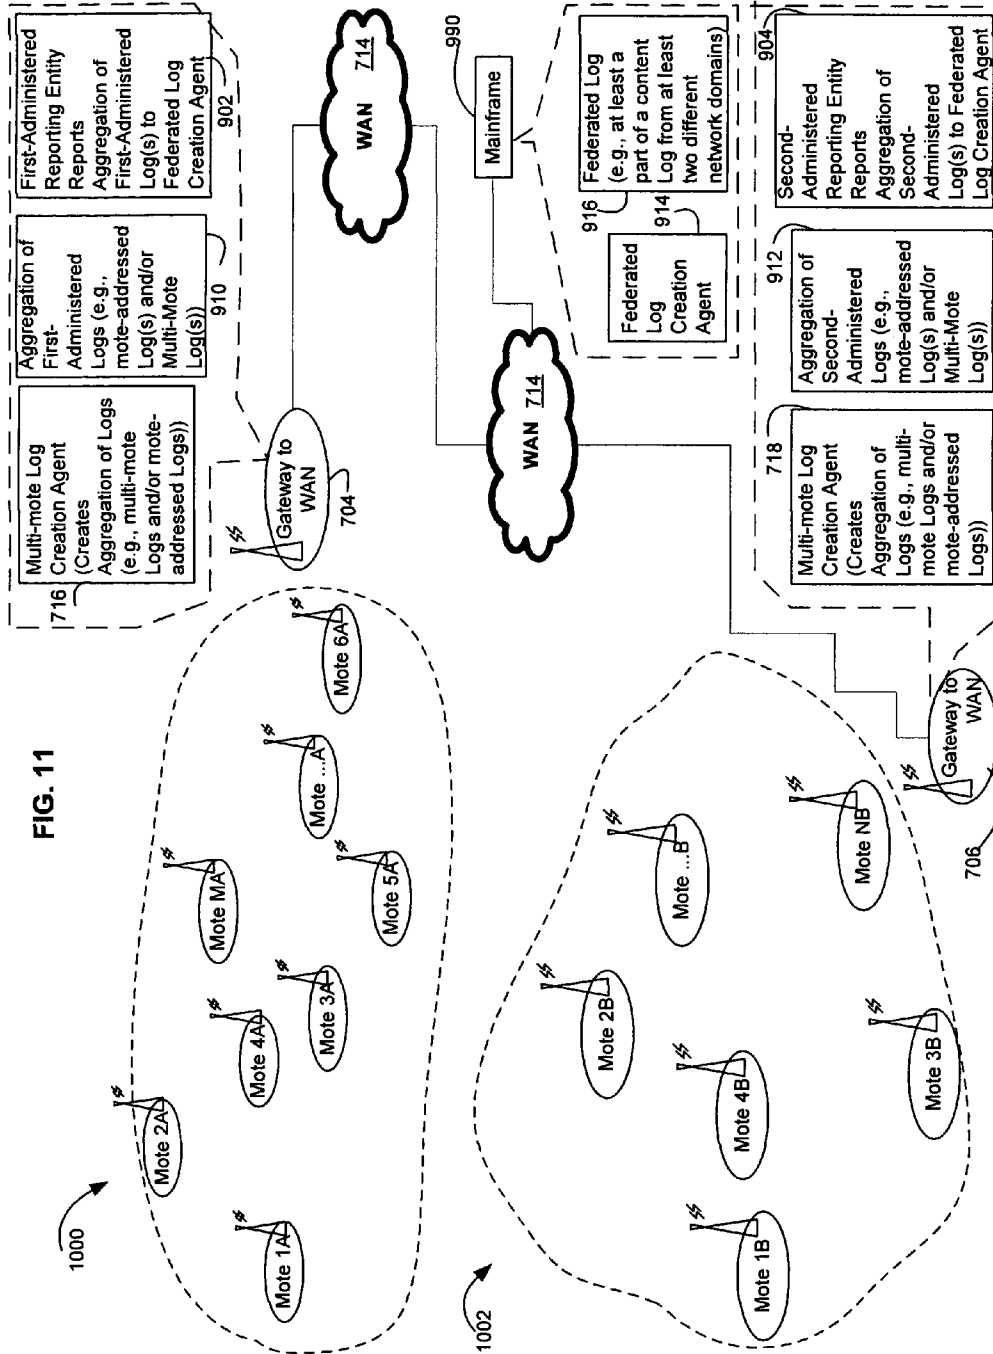 FIG. 11
1000
Mote 1A
Mote 2A
Mote 4A
Mote 3A
Mote MA
Mote 5A
Mote ...A
Mote 6A
1002
Mote 1B
Mote 2B
Mote 4B
Mote 3B
Mote ...B
Mote NB
Gateway to
WAN
704
Gateway to
WAN
706
716
Multi-mote Log
Creation Agent
(Creates
Aggregation of Logs
(e.g., multi-mote
Logs and/or mote-
addressed Logs))
Aggregation of
First-
Administered
Logs (e.g.,
mote-addressed
Log(s) and/or
Multi-Mote
Log(s))
910
First-Administered
Reporting Entity
Reports
Aggregation of
First-Administered
Log(s) to
Federated Log
Creation Agent
902
WAN 714
WAN 714
Mainframe
990
Federated Log
(e.g., at least a
part of a content
Log from at least
two different
network domains)
916
914
Federated
Log
Creation
Agent
718
Multi-mote Log
Creation Agent
(Creates
Aggregation of
Logs (e.g., multi-
mote Logs and/or
mote-addressed
Logs))
912
Aggregation of
Second-
Administered
Logs (e.g.,
mote-addressed
Log(s) and/or
Multi-Mote
Log(s))
904
Second-
Administered
Reporting Entity
Reports
Aggregation of
Second-
Administered
Log(s) to Federated
Log Creation Agent